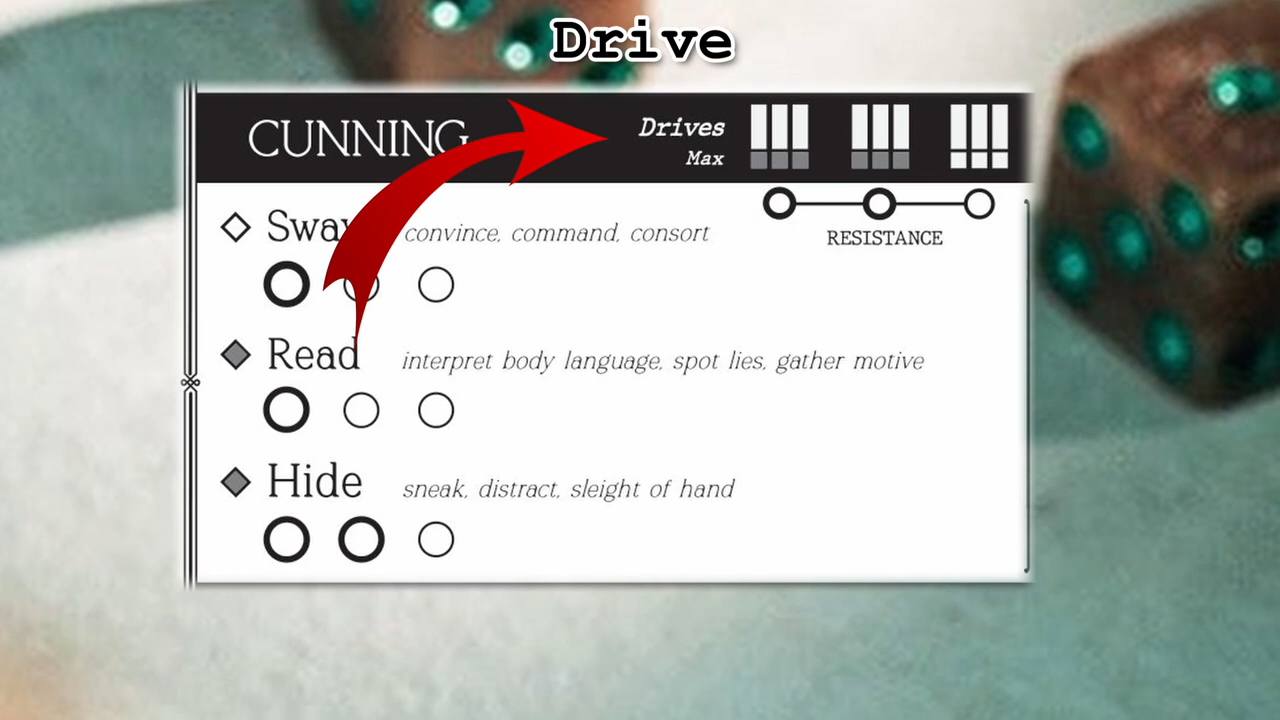 Drive
CUNNING
Drives
Max
Sway convince, command, consort
RESISTANCE
Read interpret body language, spot lies, gather motive
Hide sneak, distract, sleight of hand